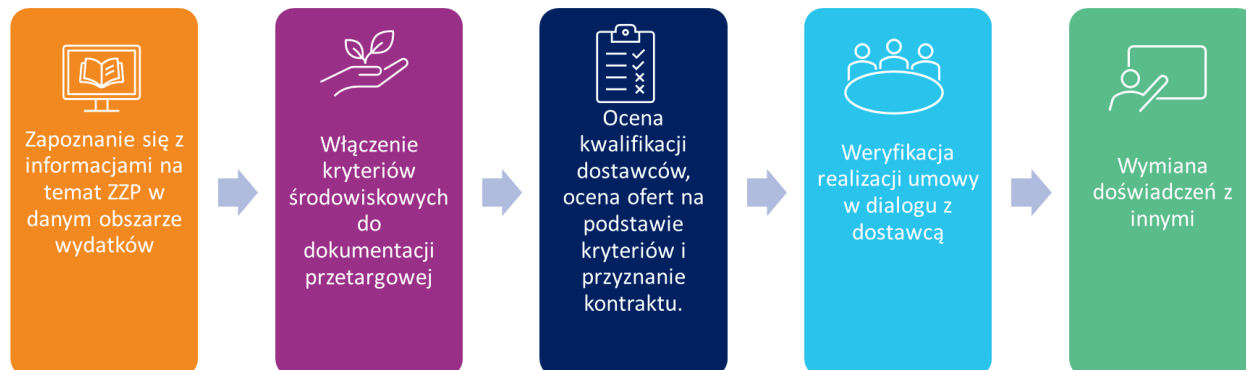 Zapoznanie się z
informacjami na
temat ZZP w
danym obszarze
wydatków
Włączenie
kryteriów
środowiskowych
do
dokumentacji
przetargowej
Ocena
kwalifikacji
dostawców,
ocena ofert na
podstawie
kryteriów i
przyznanie
kontraktu.
Weryfikacja
realizacji umowy
w dialogu z
dostawcą
Wymiana
doświadczeń z
innymi